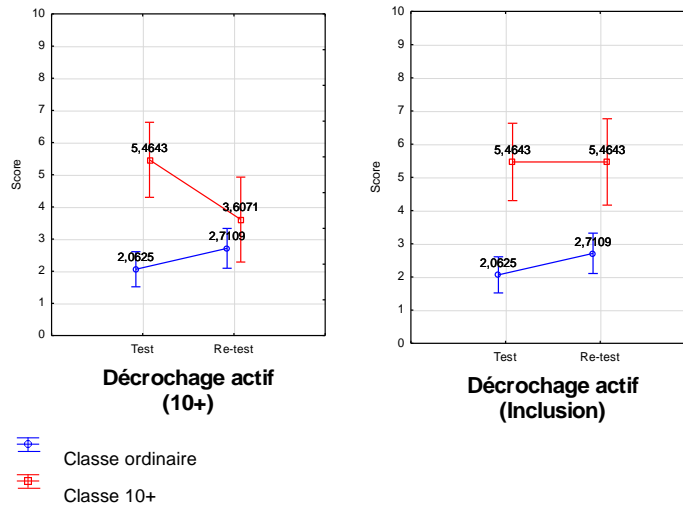 10
9
8
7
6
5
4
3
2
1
0
Score
5,4643
3,6071
2,0625
2,7109
Test
Re-test
Décrochage actif
(10+)
10
9
8
7
6
5
4
3
2
1
0
Score
5,4643
5,4643
2,0625
2,7109
Test
Re-test
Décrochage actif
(Inclusion)
Classe ordinaire
Classe 10+